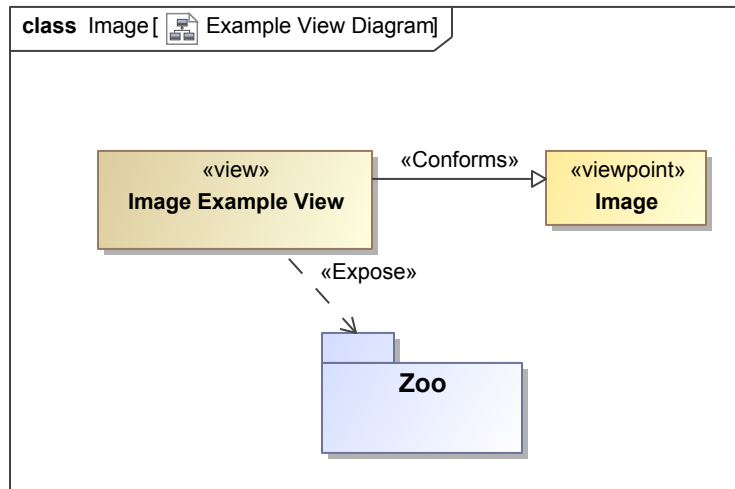 class Image[ Example View Diagram]
«view»
Image Example View
«Conforms»
«viewpoint»
Image
«Expose»
Zoo